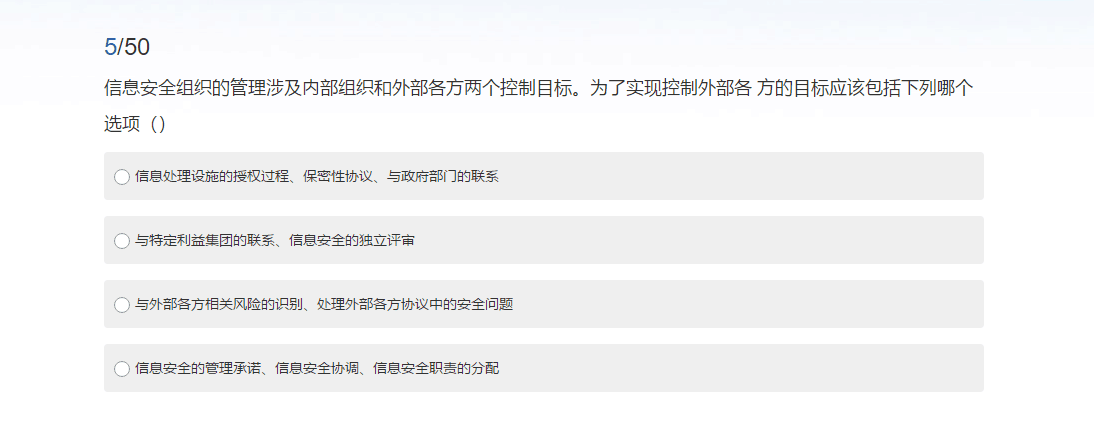 5/50
信息安全组织的管理涉及内部组织和外部各方两个控制目标。为了实现控制外部各 方的目标应该包括下列哪个
选项（）
信息处理设施的授权过程、保密性协议、与政府部门的联系
与特定利益集团的联系、信息安全的独立评审
与外部各方相关风险的识别、处理外部各方协议中的安全问题
信息安全的管理承诺、信息安全协调、信息安全职责的分配